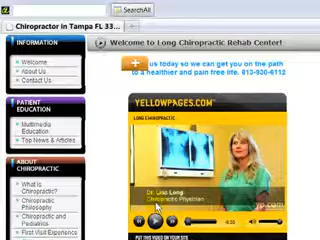 SearchAll
Chiropractor in Tampa FL 33...
INFORMATION
Welcome to Long Chiropractic Rehab Center!
Welcome
About Us
Contact Us
us today so we can get you on the path
to a healthier and pain free life. 813-930-6112
PATIENT
EDUCATION
Multimedia
Education
Top News & Articles
ABOUT
CHIROPRACTIC
What is
Chiropractic?
Chiropractic
Philosophy
Chiropractic and
Pediatrics
First Visit Experience
YELLOWPAGES.COM
LONG CHIROPRACTIC
Dr. Lisa Long
Chiropractic Physician
yp.com
PUT THIS VIDEO ON YOUR SITE